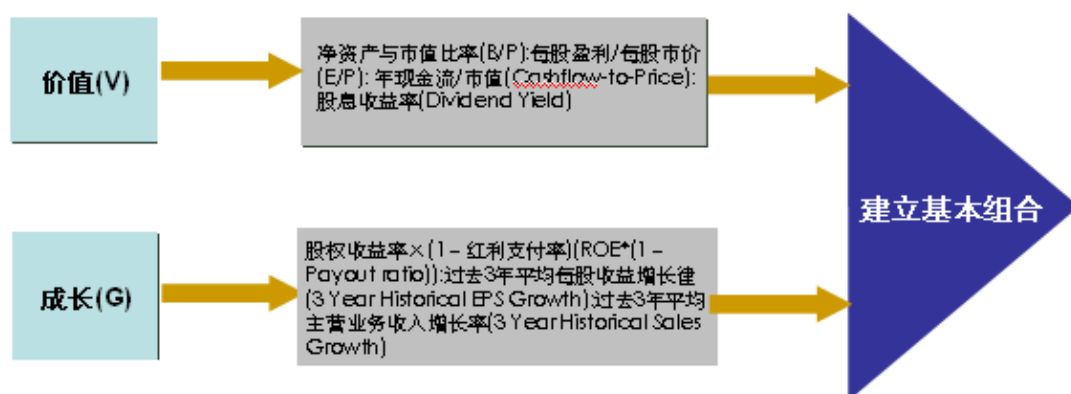 价值(V)
净资产与市值比率(B/P):每股盈利/每股市价
(E/P): 年现金流/市值(Cashflow-to-Price):
股息收益率(Dividend Yield)
建立基本组合
成长(G)
股权收益率×(1－红利支付率)(ROE*(1－
Payout ratio)):过去3年平均每股收益增长律
(3 Year Historical EPS Growth):过去3年平均
主营业务收入增长率(3 Year Historical Sales
Growth)